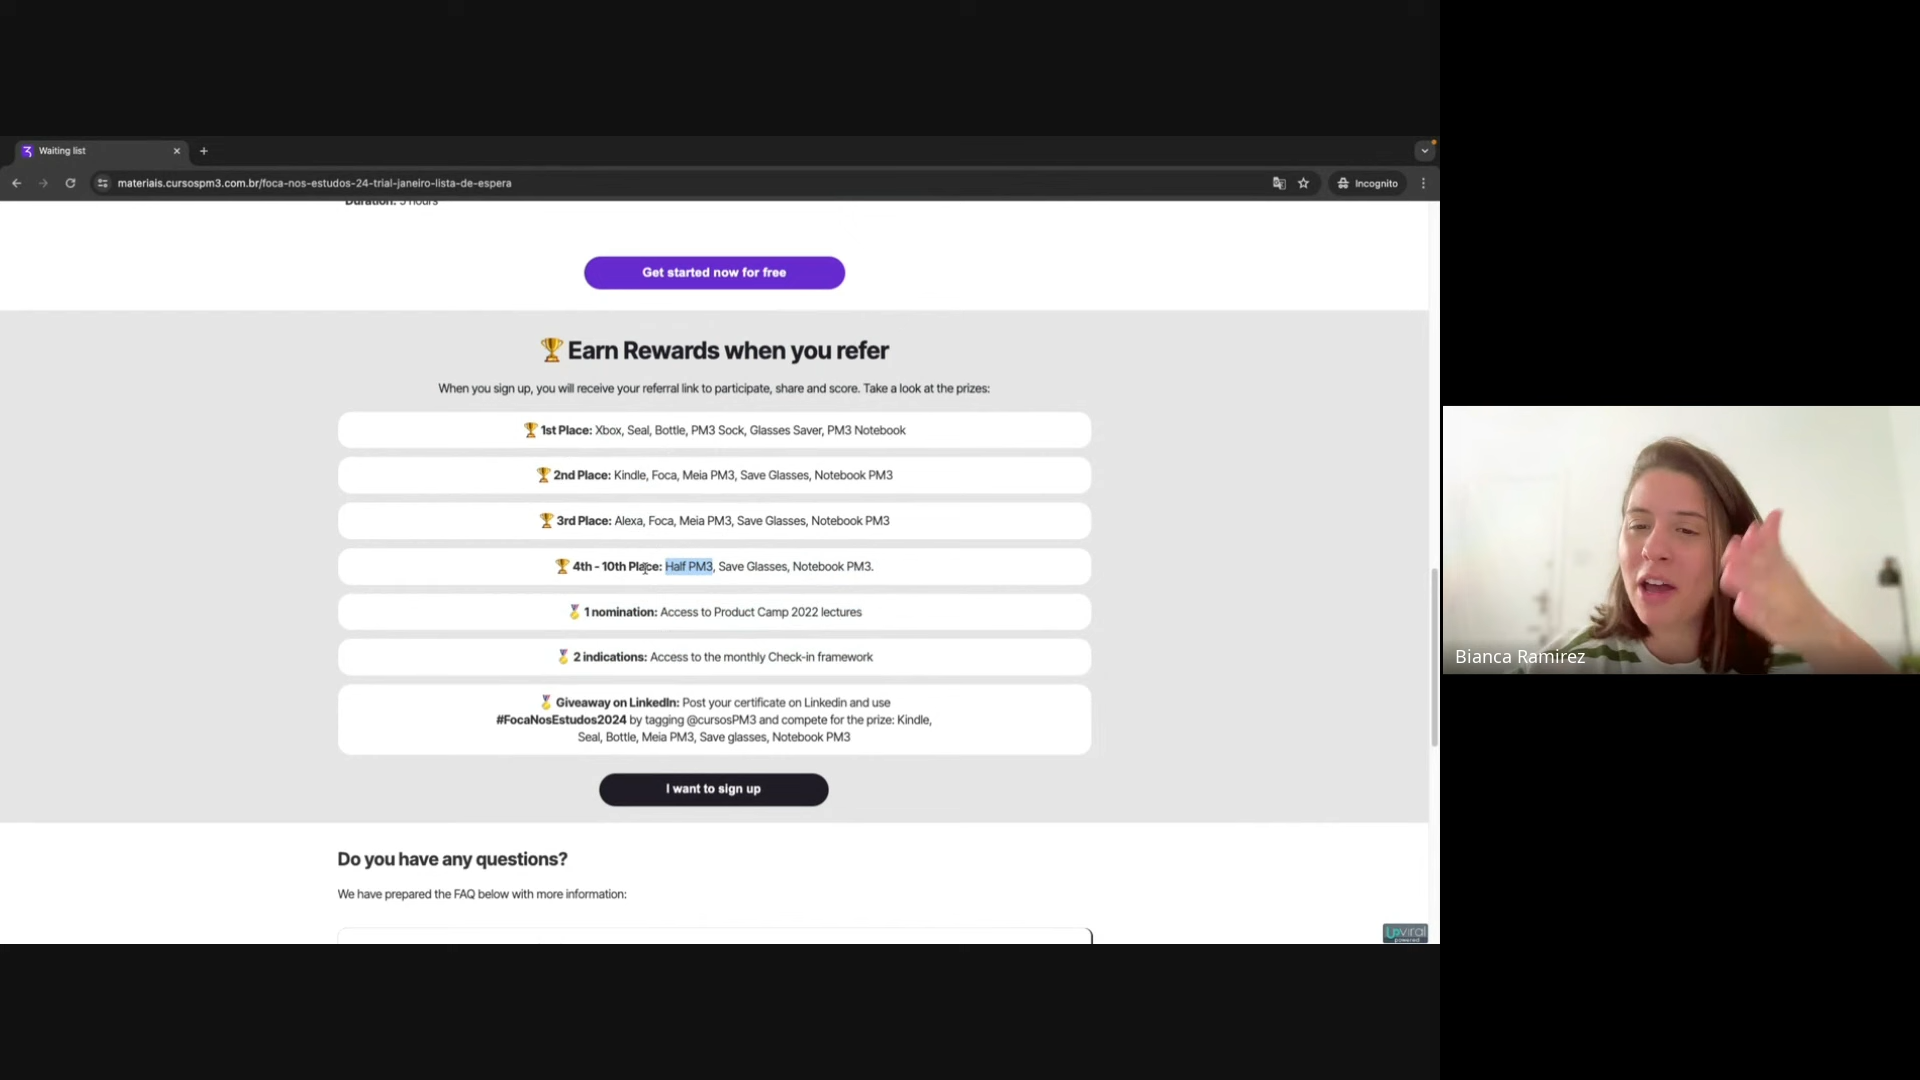 Waiting list
materiais.cursospm3.com.br/foca-nos-estudos-24-trial-janeiro-lista-de-espera
Incognito
Duration: 5 hours
Get started now for free
🏆 Earn Rewards when you refer
When you sign up, you will receive your referral link to participate, share and score. Take a look at the prizes:
🏆 1st Place: Xbox, Seal, Bottle, PM3 Sock, Glasses Saver, PM3 Notebook
🏆 2nd Place: Kindle, Foca, Meia PM3, Save Glasses, Notebook PM3
🏆 3rd Place: Alexa, Foca, Meia PM3, Save Glasses, Notebook PM3
🏆 4th - 10th Place: Half PM3, Save Glasses, Notebook PM3.
🏅 1 nomination: Access to Product Camp 2022 lectures
🏅 2 indications: Access to the monthly Check-in framework
🏅 Giveaway on LinkedIn: Post your certificate on Linkedin and use
#FocaNosEstudos2024 by tagging @cursosPM3 and compete for the prize: Kindle,
Seal, Bottle, Meia PM3, Save glasses, Notebook PM3
I want to sign up
Do you have any questions?
We have prepared the FAQ below with more information:
Upviral
powered
Bianca Ramirez